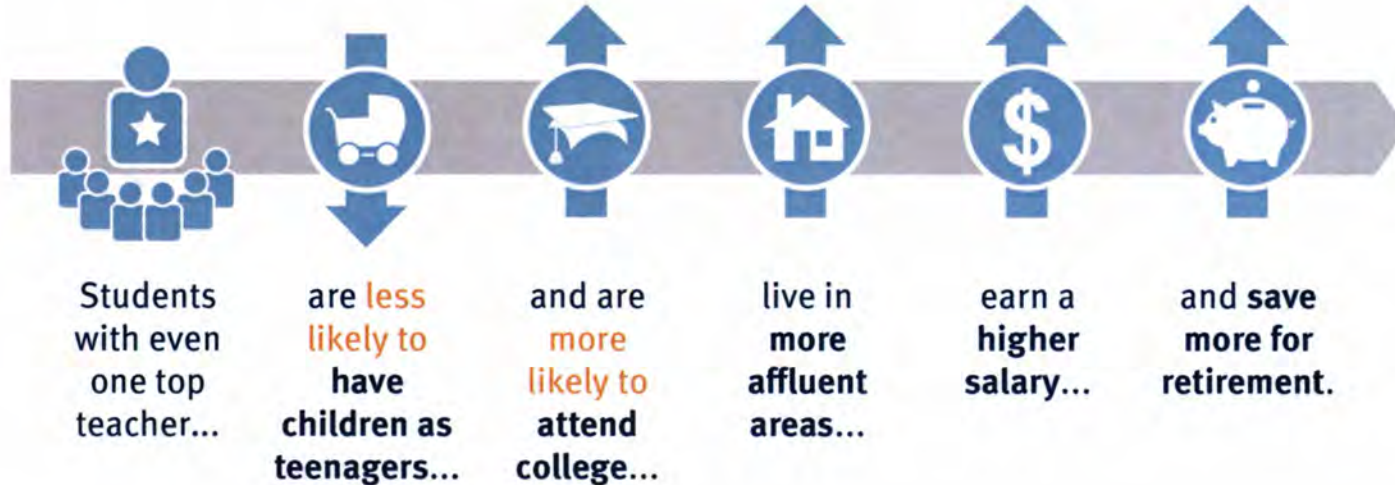 Students
with even
one top
teacher...
are less
likely to
have
children as
teenagers...
and are
more
likely to
attend
college...
live in
more
affluent
areas...
earn a
higher
salary...
and save
more for
retirement.
$